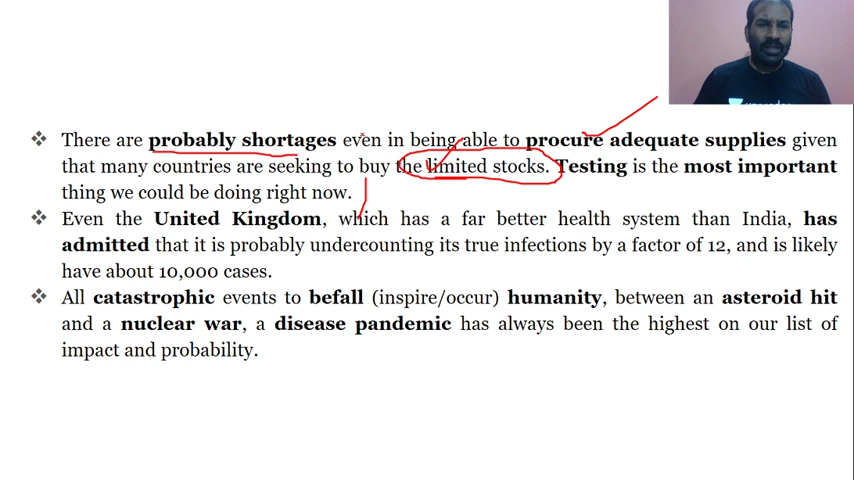 ❖ There are probably shortages even in being able to procure adequate supplies given
that many countries are seeking to buy the limited stocks. Testing is the most important
thing we could be doing right now.
❖ Even the United Kingdom, which has a far better health system than India, has
admitted that it is probably undercounting its true infections by a factor of 12, and is likely
have about 10,000 cases.
❖ All catastrophic events to befall (inspire/occur) humanity, between an asteroid hit
and a nuclear war, a disease pandemic has always been the highest on our list of
impact and probability.